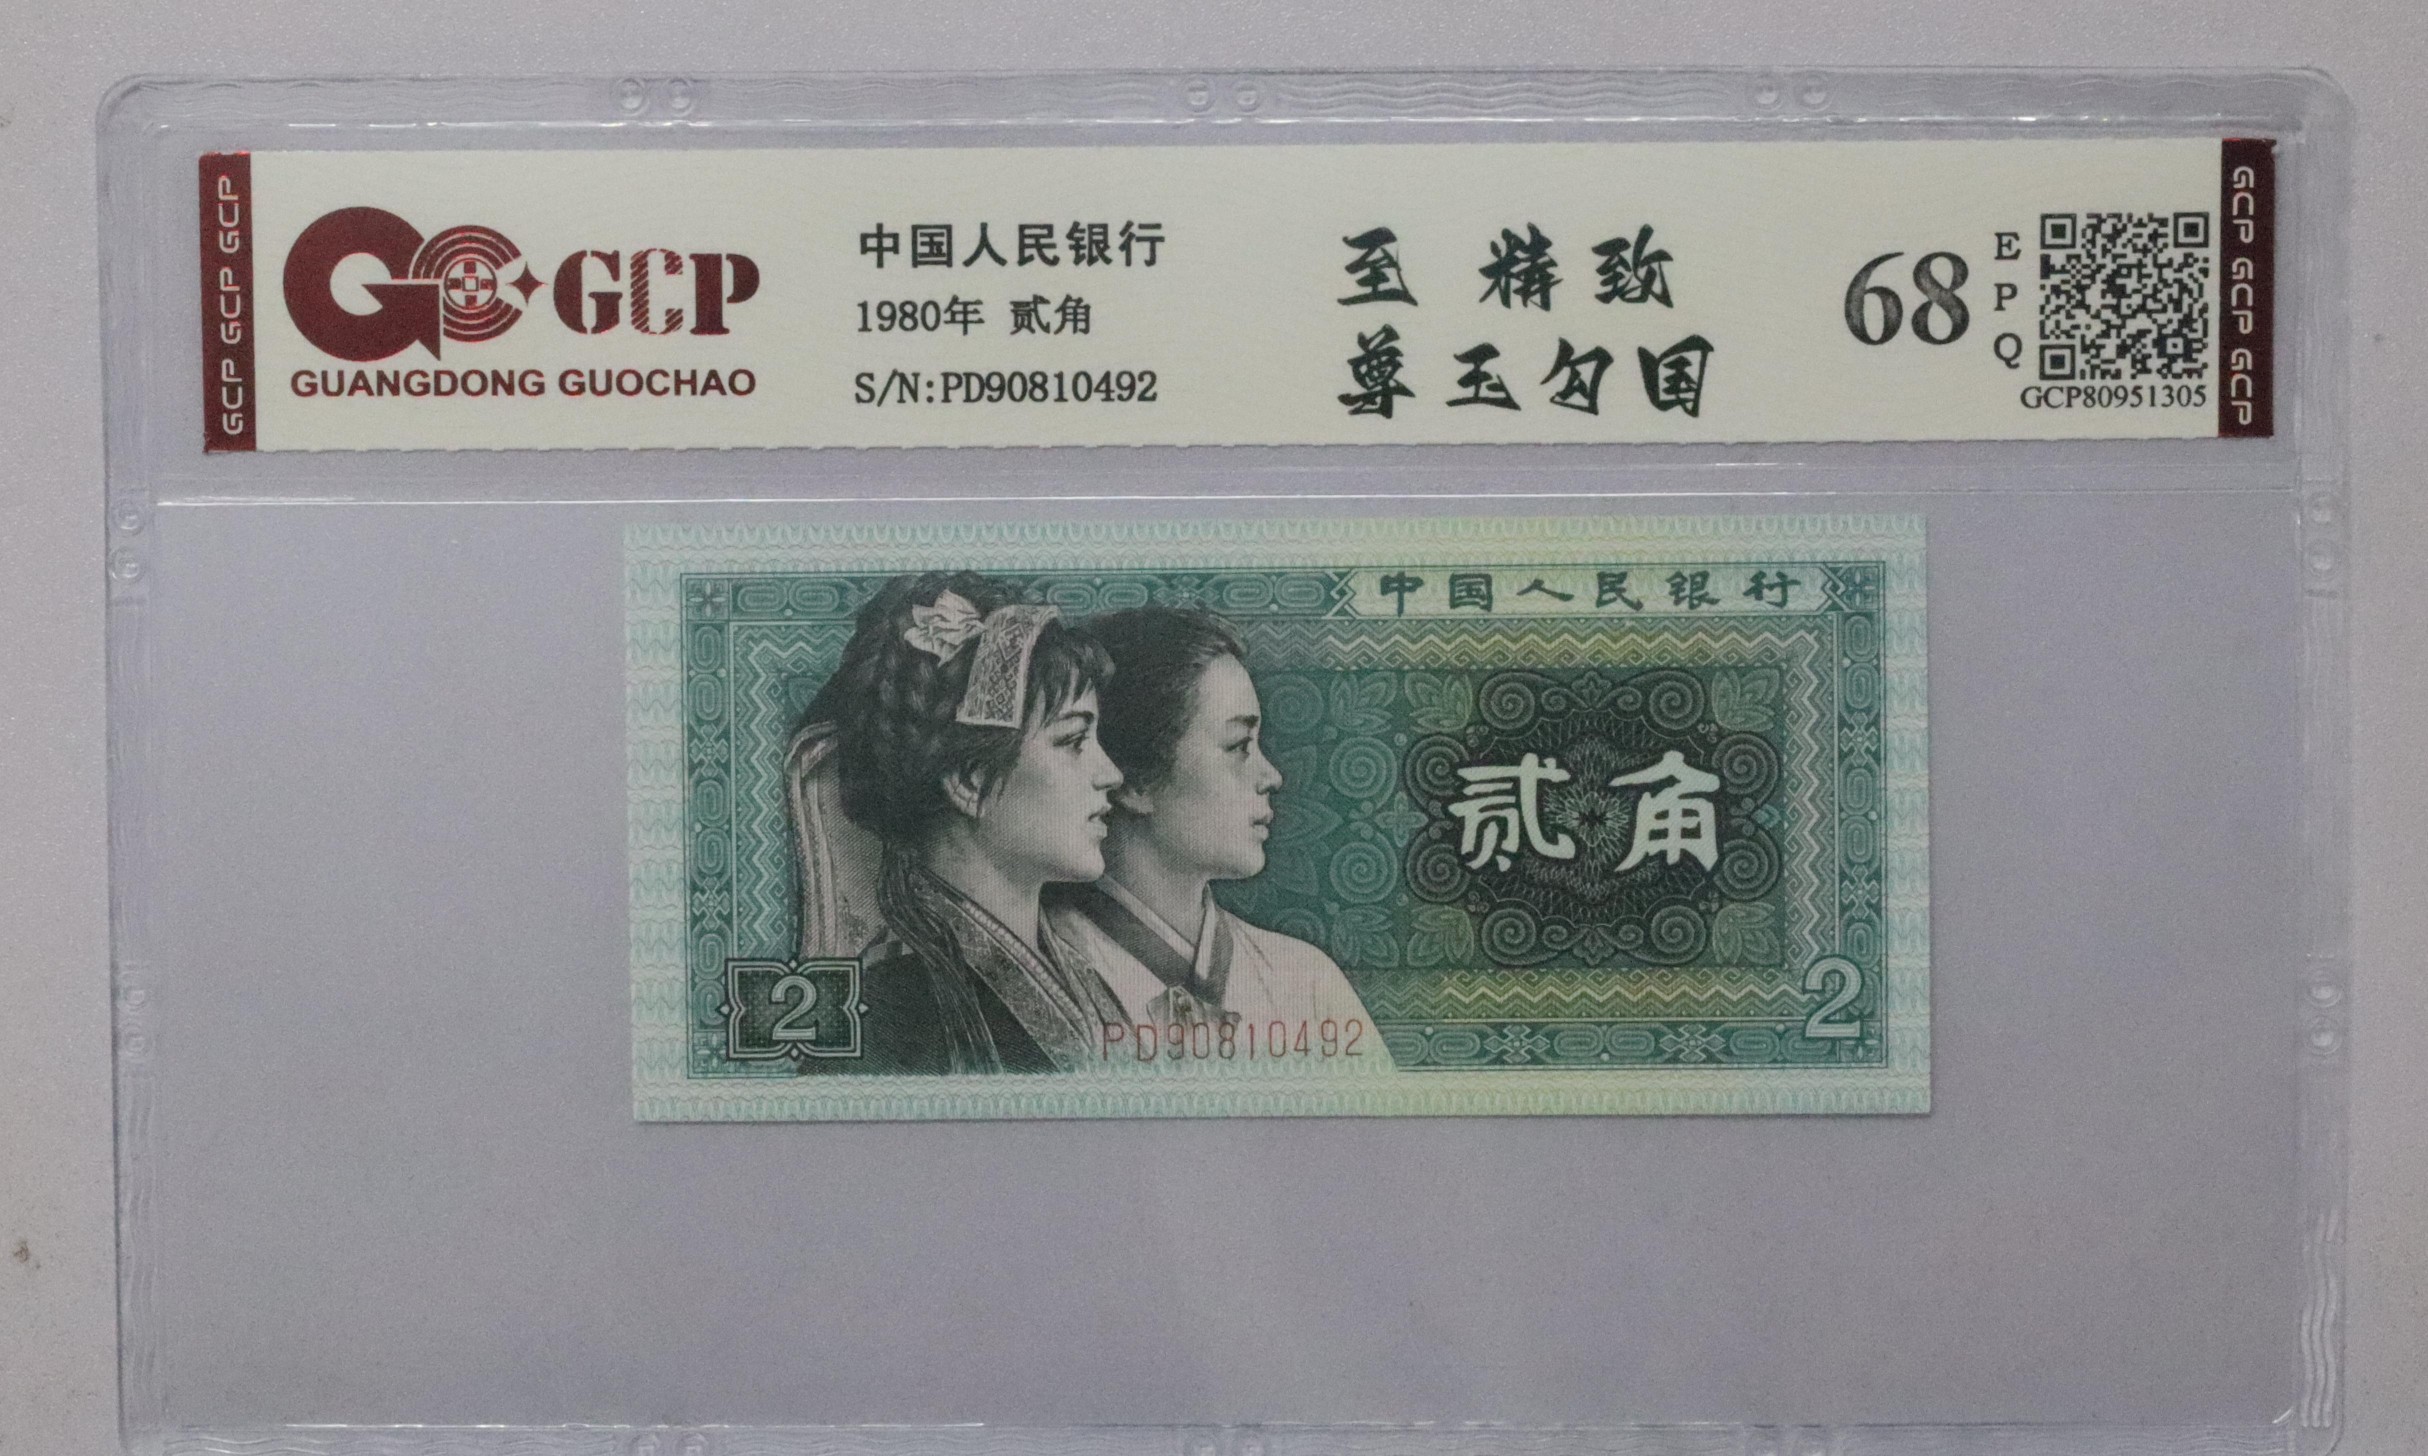 GCP GCP GCP
GCP
GUANGDONG GUOCHAO
中国人民银行
1980年 贰角
S/N:PD90810492
至 精 致
尊 玉 勾 国
68
E
P
Q
GCP80951305
GCP GCP GCP
中国人民银行
贰角
2
PD90810492
2